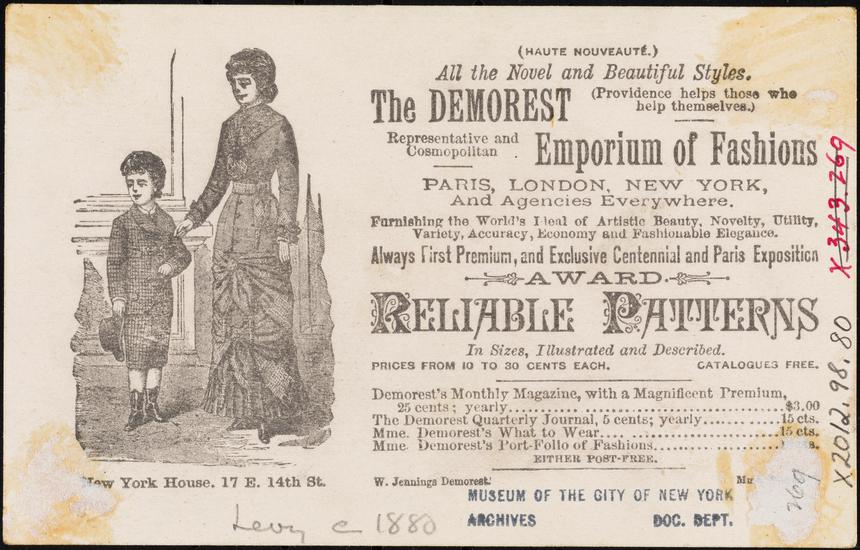 (HAUTE NOUVEAUTÉ.)
All the Novel and Beautiful Styles.
The DEMOREST
(Providence helps those who
help themselves.)
Representative and
Cosmopolitan
Emporium of Fashions
PARIS, LONDON, NEW YORK,
And Agencies Everywhere.
Furnishing the World's Ideal of Artistic Beauty, Novelty, Utility,
Variety, Accuracy, Economy and Fashionable Elegance.
Always First Premium, and Exclusive Centennial and Paris Exposition
AWARD
RELIABLE PATTERNS
In Sizes, Illustrated and Described.
PRICES FROM 10 TO 30 CENTS EACH. CATALOGUES FREE.
Demorest's Monthly Magazine, with a Magnificent Premium,
25 cents; yearly........................................$3.00
The Demorest Quarterly Journal, 5 cents; yearly.........15 cts.
Mme. Demorest's What to Wear............................15 cts.
Mme. Demorest's Port-Folio of Fashions..................
EITHER POST-FREE.
New York House. 17 E. 14th St.
W. Jennings Demorest.
MUSEUM OF THE CITY OF NEW YORK
ARCHIVES DOC. DEPT.
Levy c 1880
X343.269
X2012.98.80
269